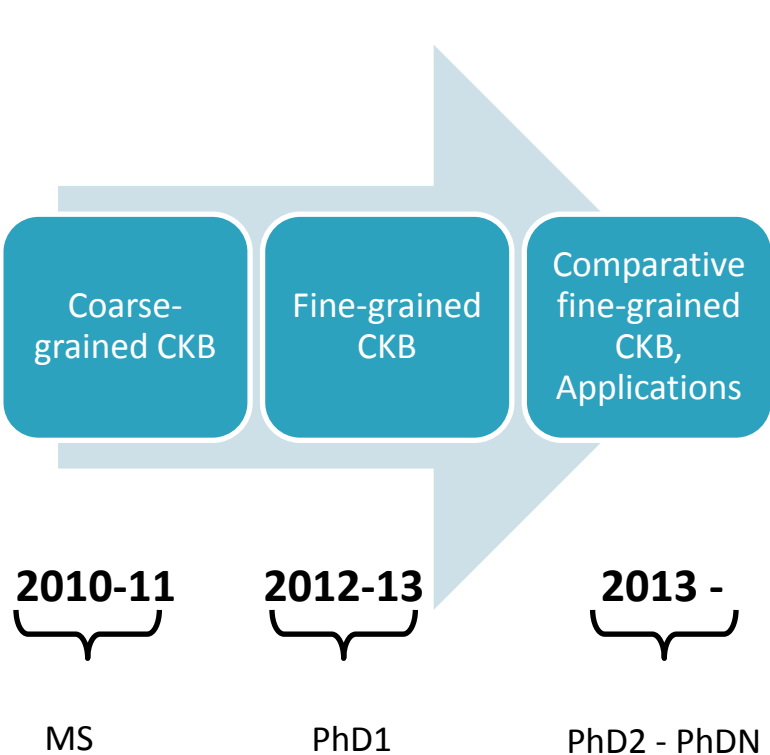 Coarse-
grained CKB
Fine-grained
CKB
Comparative
fine-grained
CKB,
Applications
2010-11
2012-13
2013 -
MS
PhD1
PhD2 - PhDN